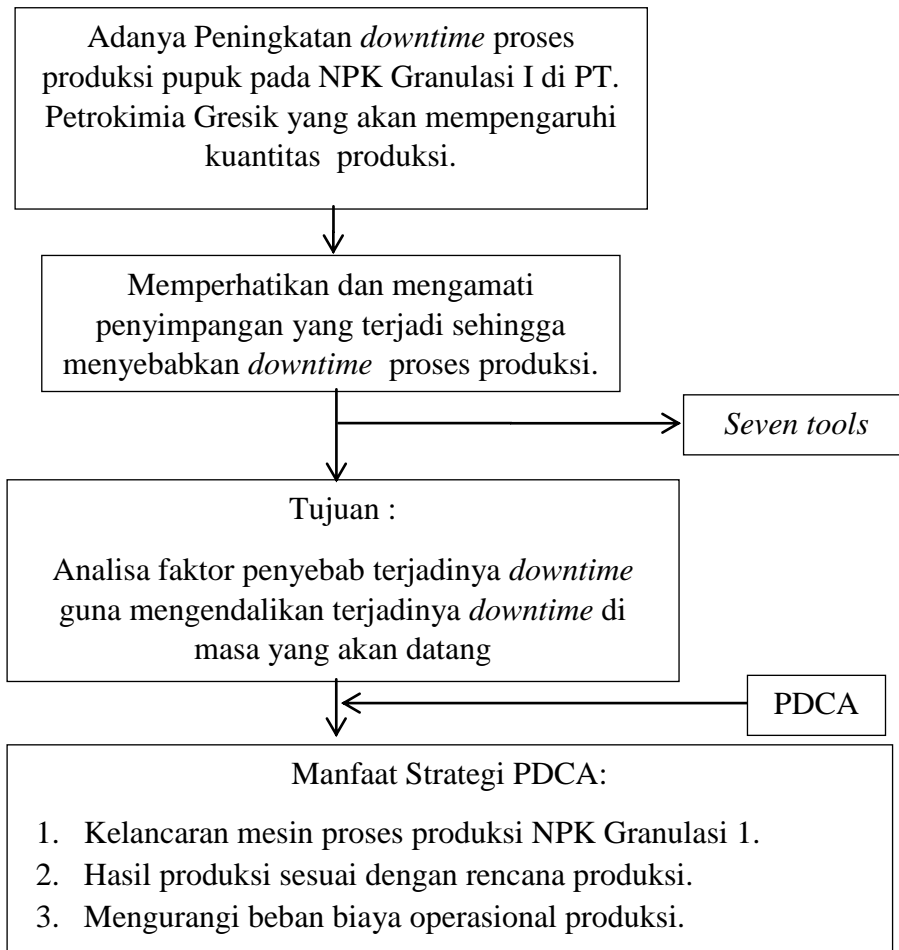 Adanya Peningkatan downtime proses
produksi pupuk pada NPK Granulasi I di PT.
Petrokimia Gresik yang akan mempengaruhi
kuantitas produksi.
Memperhatikan dan mengamati
penyimpangan yang terjadi sehingga
menyebabkan downtime proses produksi.
Seven tools
Tujuan :
Analisa faktor penyebab terjadinya downtime
guna mengendalikan terjadinya downtime di
masa yang akan datang
PDCA
Manfaat Strategi PDCA:
1. Kelancaran mesin proses produksi NPK Granulasi 1.
2. Hasil produksi sesuai dengan rencana produksi.
3. Mengurangi beban biaya operasional produksi.